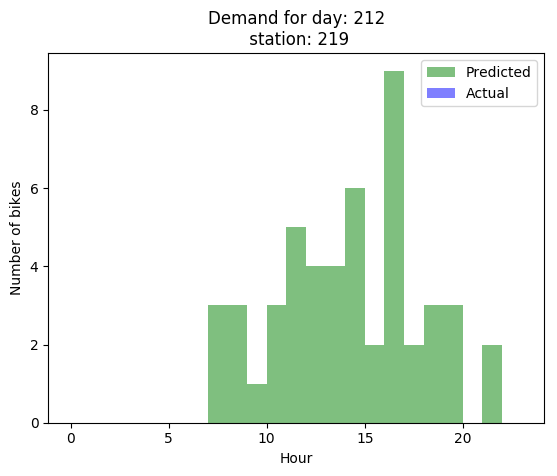 Demand for day: 212
station: 219
Predicted
Actual
Number of bikes
8
6
4
2
0
0
5
10
15
20
Hour